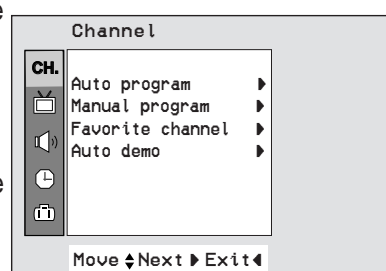 e
Channel
CH.
Auto program
Manual program
Favorite channel
Auto demo
e
Move Next Exit